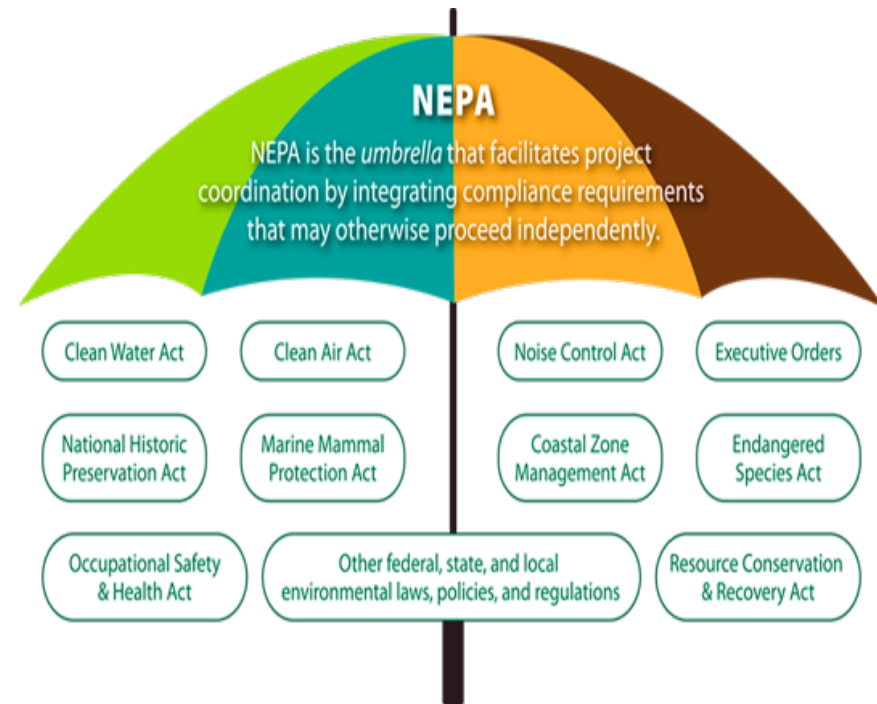 NEPA
NEPA is the umbrella that facilitates project
coordination by integrating compliance requirements
that may otherwise proceed independently.
Clean Water Act
Clean Air Act
Noise Control Act
Executive Orders
National Historic
Preservation Act
Marine Mammal
Protection Act
Coastal Zone
Management Act
Endangered
Species Act
Occupational Safety
& Health Act
Other federal, state, and local
environmental laws, policies, and regulations
Resource Conservation
& Recovery Act